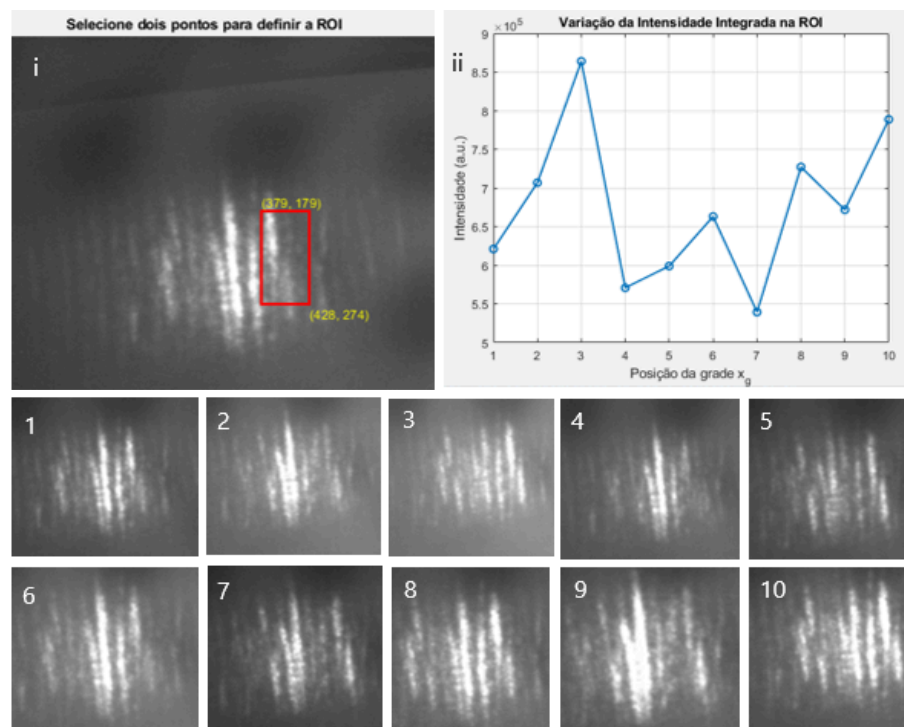 Selecione dois pontos para definir a ROI
i
(379, 179)
(428, 274)
Variação da Intensidade Integrada na ROI
ii
×10⁵
9
8.5
8
7.5
7
6.5
6
5.5
5
Intensidade (a.u.)
1 2 3 4 5 6 7 8 9 10
Posição da grade x_g
1 2 3 4 5
6 7 8 9 10